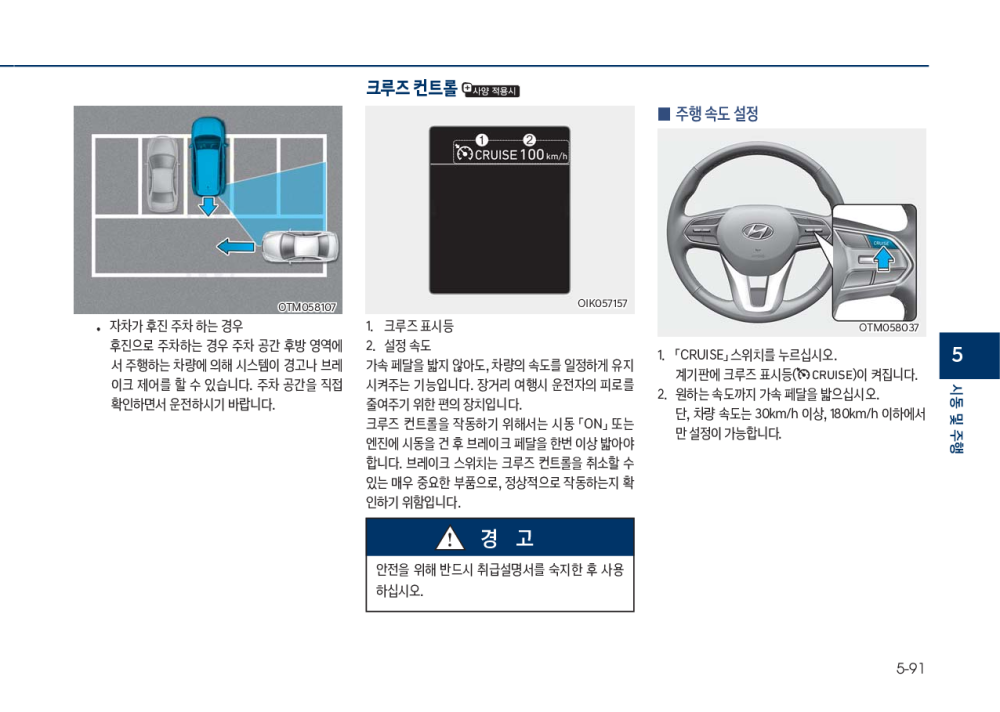 OTM058107
• 자차가 후진 주차 하는 경우
후진으로 주차하는 경우 주차 공간 후방 영역에
서 주행하는 차량에 의해 시스템이 경고나 브레
이크 제어를 할 수 있습니다. 주차 공간을 직접
확인하면서 운전하시기 바랍니다.
크루즈 컨트롤 사양 적용시
1 2
CRUISE 100 km/h
OIK057157
1. 크루즈 표시등
2. 설정 속도
가속 페달을 밟지 않아도, 차량의 속도를 일정하게 유지
시켜주는 기능입니다. 장거리 여행시 운전자의 피로를
줄여주기 위한 편의 장치입니다.
크루즈 컨트롤을 작동하기 위해서는 시동 「ON」 또는
엔진에 시동을 건 후 브레이크 페달을 한번 이상 밟아야
합니다. 브레이크 스위치는 크루즈 컨트롤을 취소할 수
있는 매우 중요한 부품으로, 정상적으로 작동하는지 확
인하기 위함입니다.
경 고
안전을 위해 반드시 취급설명서를 숙지한 후 사용
하십시오.
■ 주행 속도 설정
CRUISE
OTM058037
1. 「CRUISE」 스위치를 누르십시오.
계기판에 크루즈 표시등( CRUISE)이 켜집니다.
2. 원하는 속도까지 가속 페달을 밟으십시오.
단, 차량 속도는 30km/h 이상, 180km/h 이하에서
만 설정이 가능합니다.
5
시동 및 주행
5-91